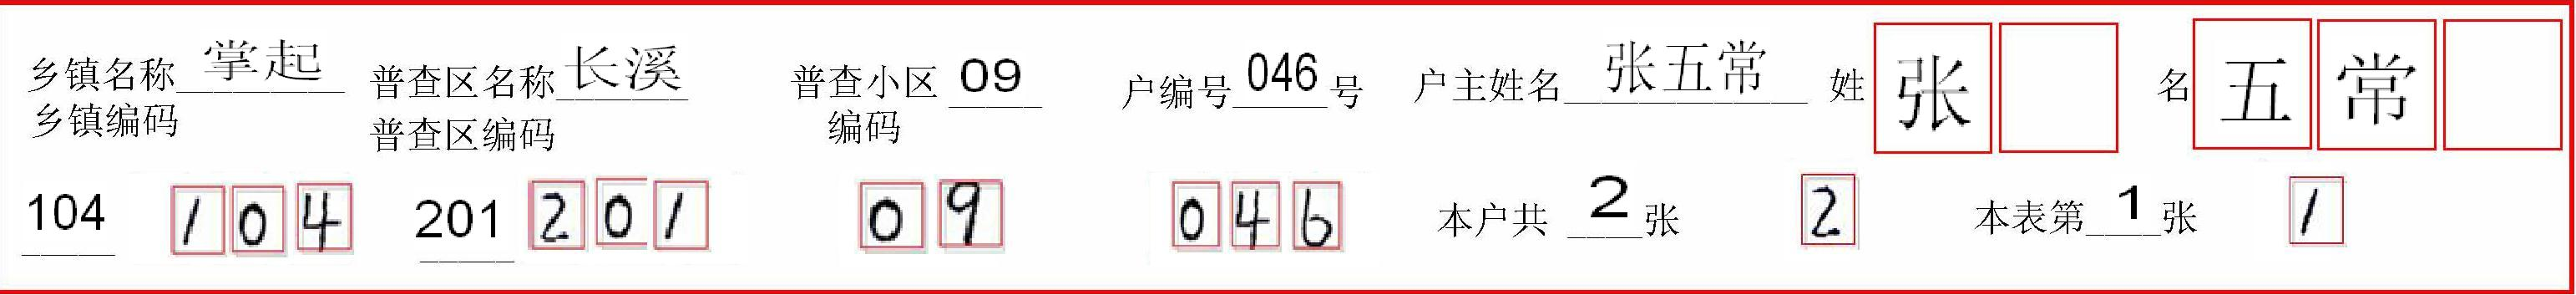 乡镇名称 掌起 普查区名称 长溪 普查小区 09 户编号 046 号 户主姓名 张五常 姓 张 名 五 常
乡镇编码 普查区编码 编码
104 1 0 4 201 2 0 1 0 9 0 4 6 本户共 2 张 2 本表第 1 张 1